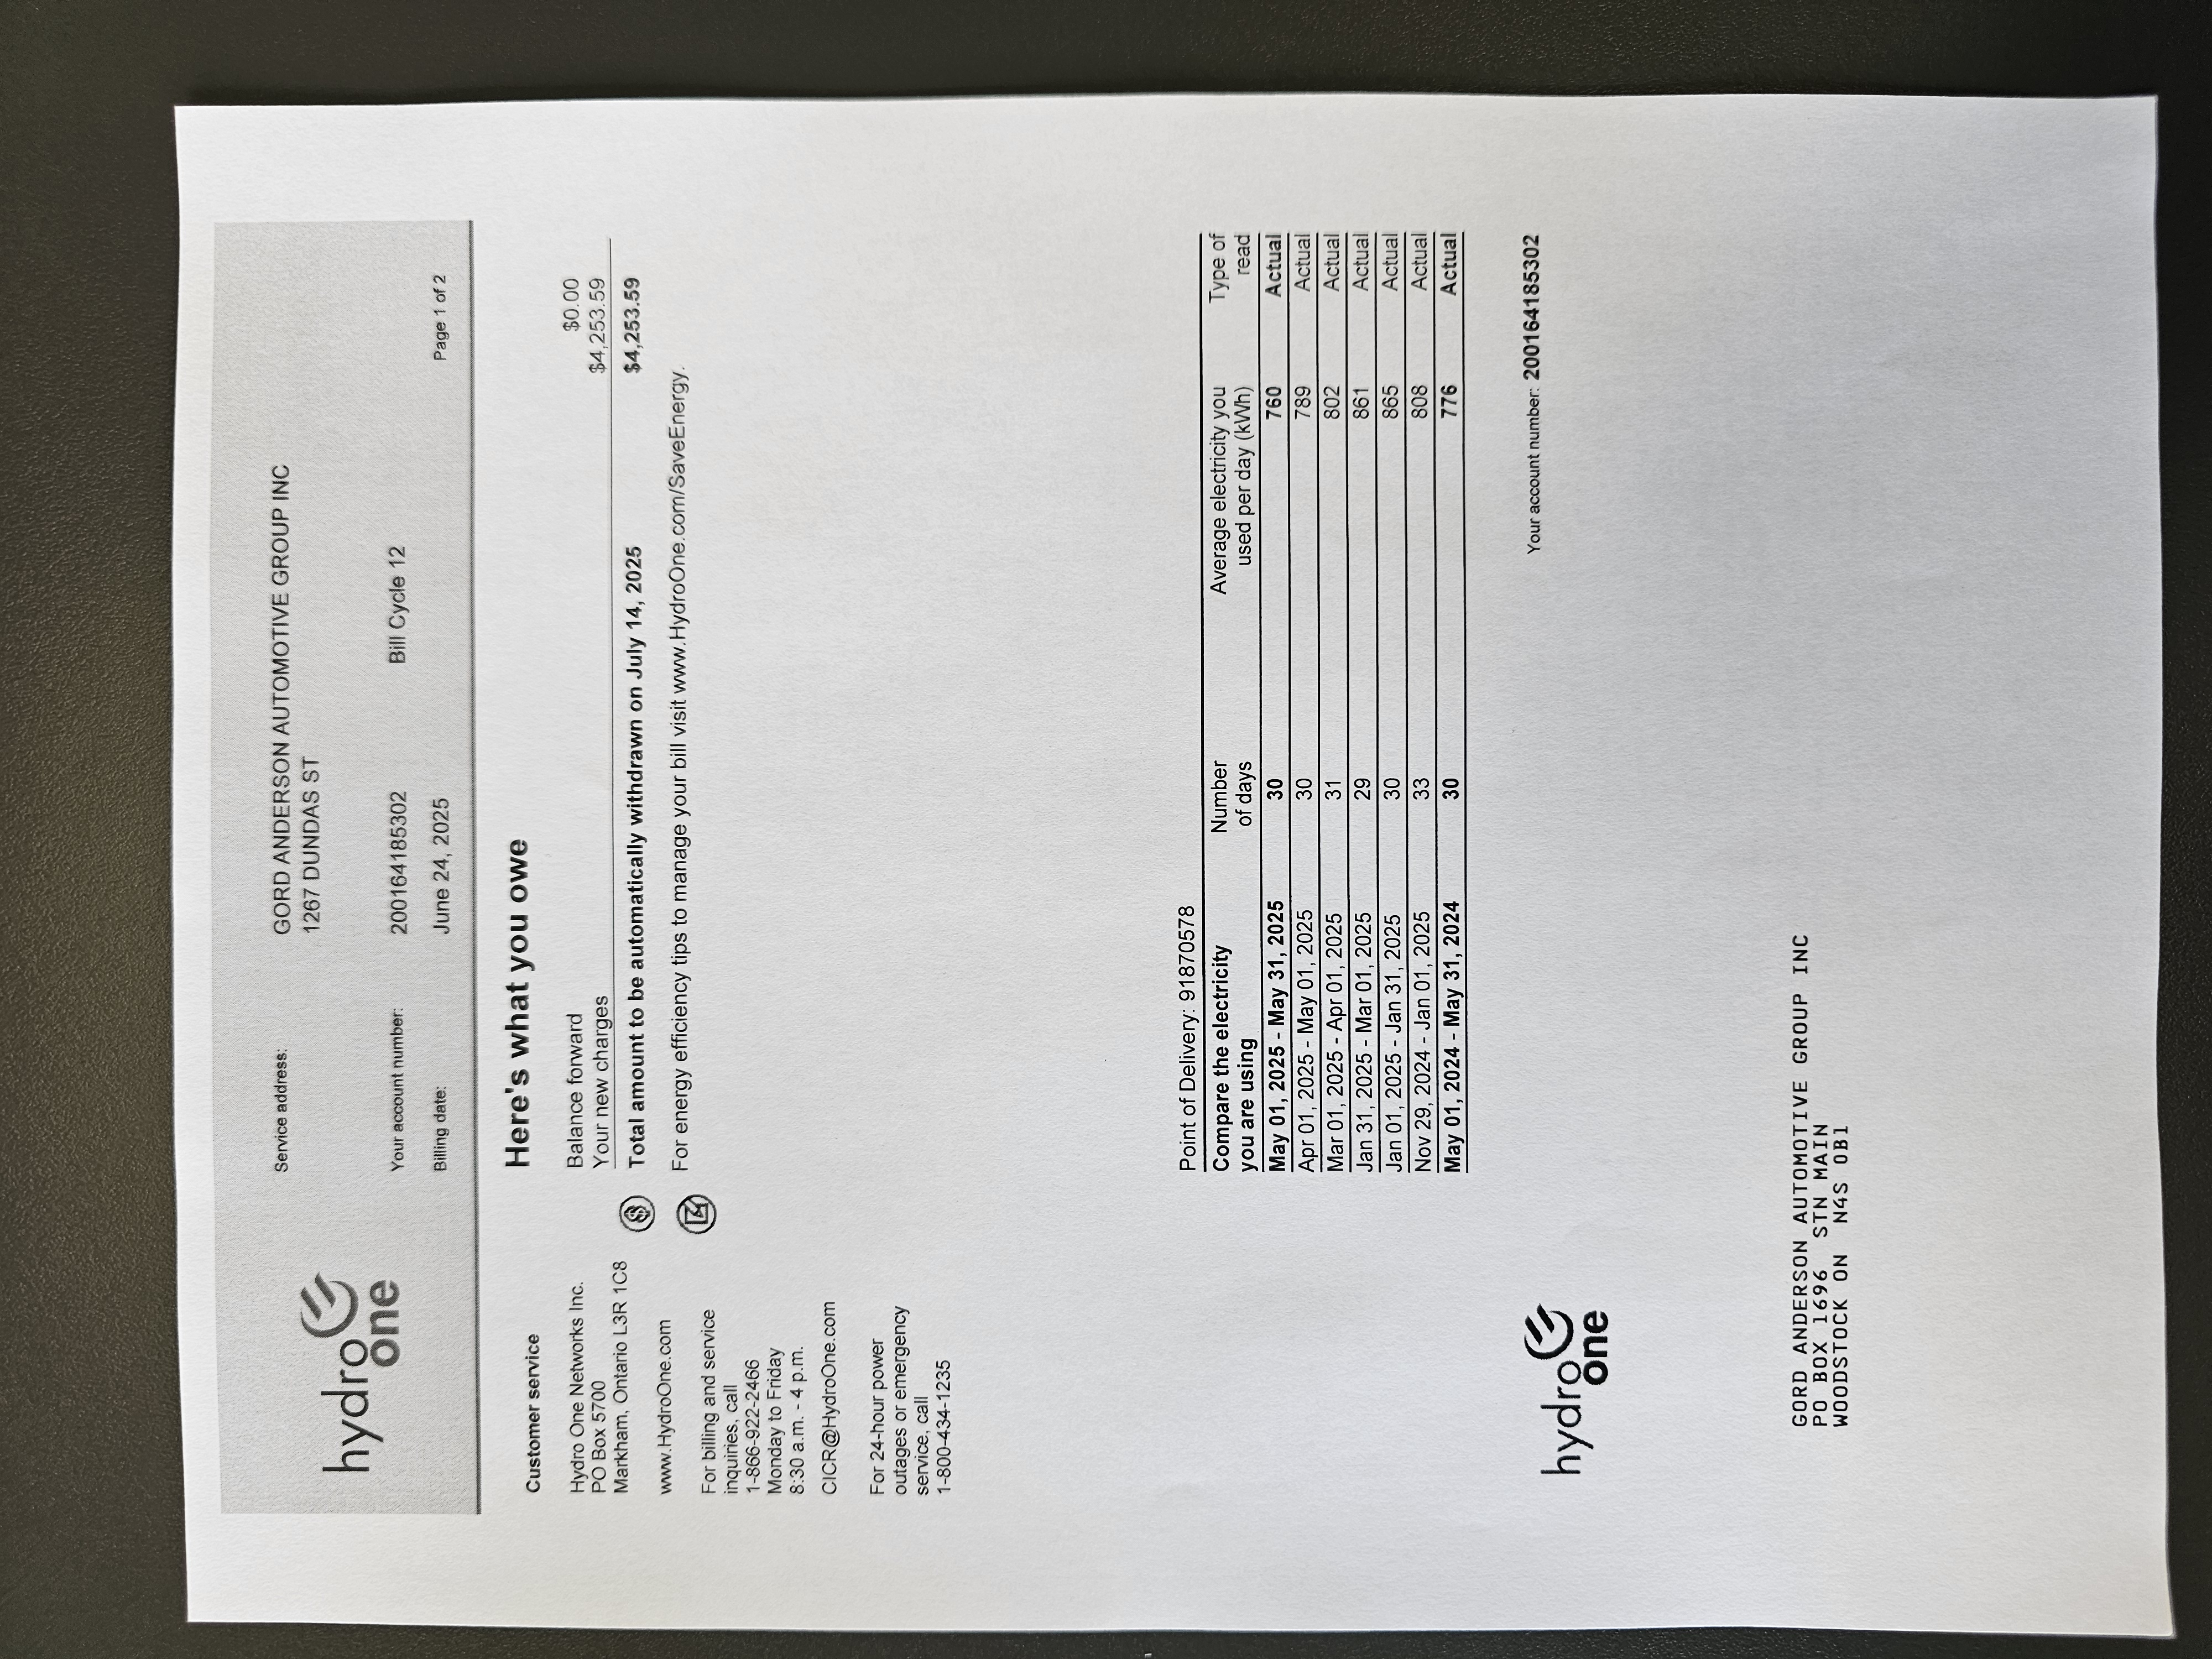 hydro
one
Service address:
GORD ANDERSON AUTOMOTIVE GROUP INC
1267 DUNDAS ST
Your account number: 200164185302 Bill Cycle 12
Billing date: June 24, 2025 Page 1 of 2
Customer service
Hydro One Networks Inc.
PO Box 5700
Markham, Ontario L3R 1C8
www.HydroOne.com
For billing and service
inquiries, call
1-866-922-2466
Monday to Friday
8:30 a.m. - 4 p.m.
CICR@HydroOne.com
For 24-hour power
outages or emergency
service, call
1-800-434-1235
Here's what you owe
Balance forward $0.00
Your new charges $4,253.59
Total amount to be automatically withdrawn on July 14, 2025 $4,253.59
For energy efficiency tips to manage your bill visit www.HydroOne.com/SaveEnergy.
Point of Delivery: 91870578
Compare the electricity Number Average electricity you Type of
you are using of days used per day (kWh) read
May 01, 2025 - May 31, 2025 30 760 Actual
Apr 01, 2025 - May 01, 2025 30 789 Actual
Mar 01, 2025 - Apr 01, 2025 31 802 Actual
Jan 31, 2025 - Mar 01, 2025 29 861 Actual
Jan 01, 2025 - Jan 31, 2025 30 865 Actual
Nov 29, 2024 - Jan 01, 2025 33 808 Actual
May 01, 2024 - May 31, 2024 30 776 Actual
hydro
one
Your account number: 200164185302
GORD ANDERSON AUTOMOTIVE GROUP INC
PO BOX 1696 STN MAIN
WOODSTOCK ON N4S 0B1